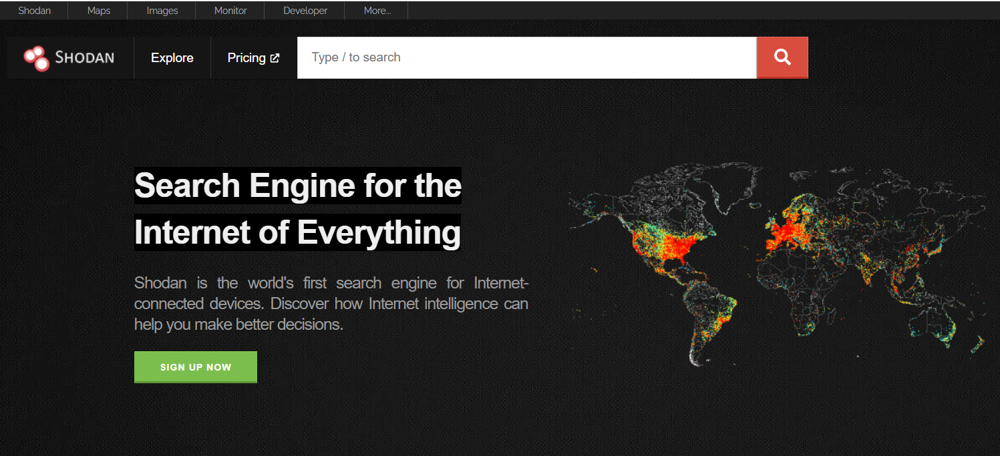 Shodan Maps Images Monitor Developer More...
SHODAN Explore Pricing Type / to search
Search Engine for the
Internet of Everything
Shodan is the world's first search engine for Internet-
connected devices. Discover how Internet intelligence can
help you make better decisions.
SIGN UP NOW